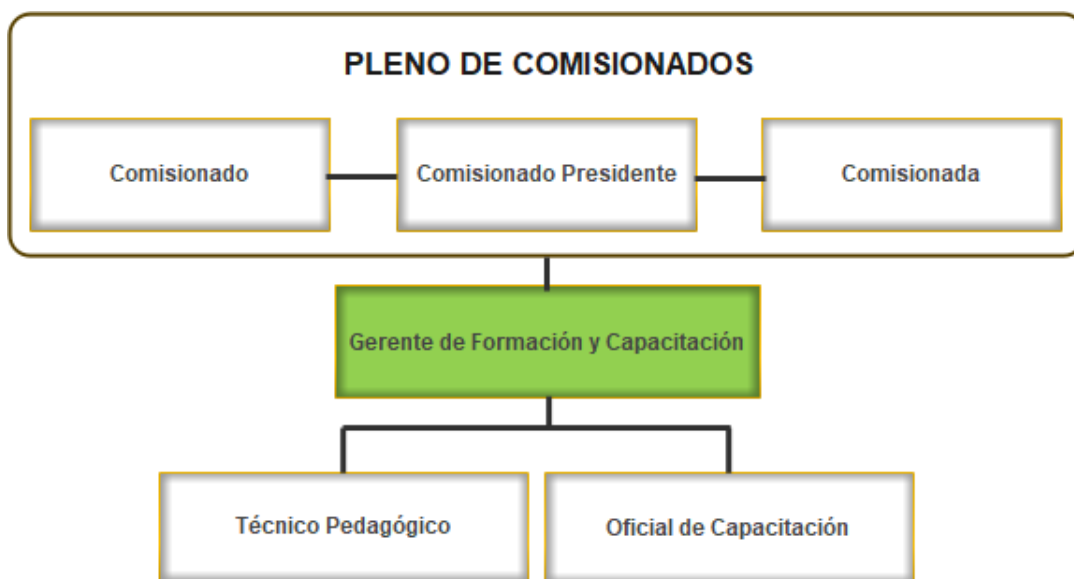 PLENO DE COMISIONADOS
Comisionado
Comisionado Presidente
Comisionada
Gerente de Formación y Capacitación
Técnico Pedagógico
Oficial de Capacitación